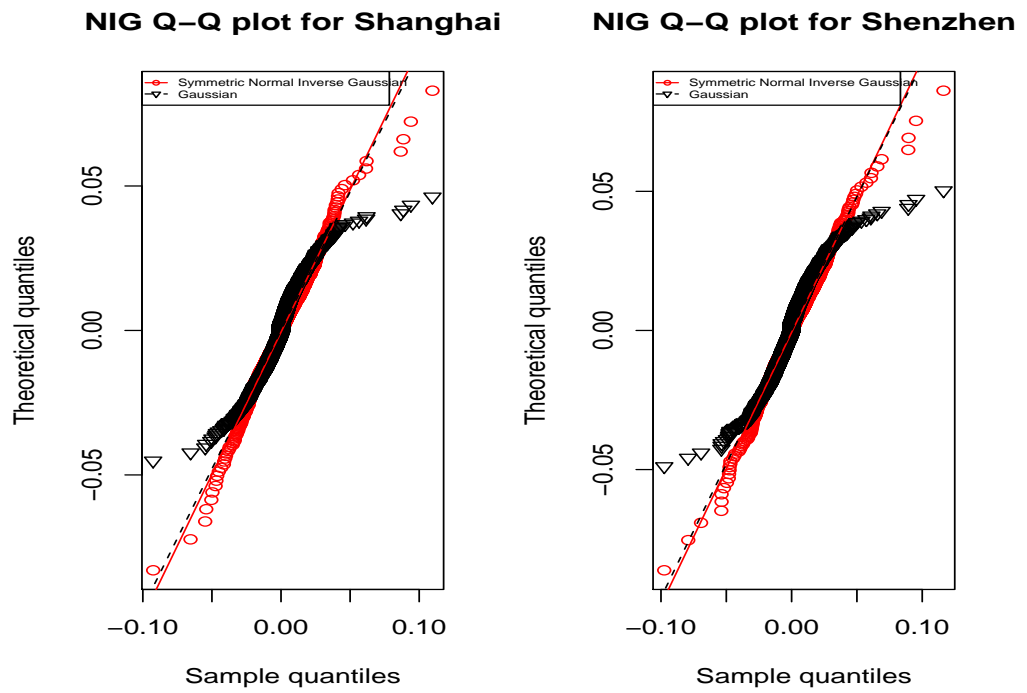 NIG Q−Q plot for Shanghai
Symmetric Normal Inverse Gaussian
Gaussian
Theoretical quantiles
0.05
0.00
−0.05
−0.10
0.00
0.10
Sample quantiles
NIG Q−Q plot for Shenzhen
Symmetric Normal Inverse Gaussian
Gaussian
Theoretical quantiles
0.05
0.00
−0.05
−0.10
0.00
0.10
Sample quantiles